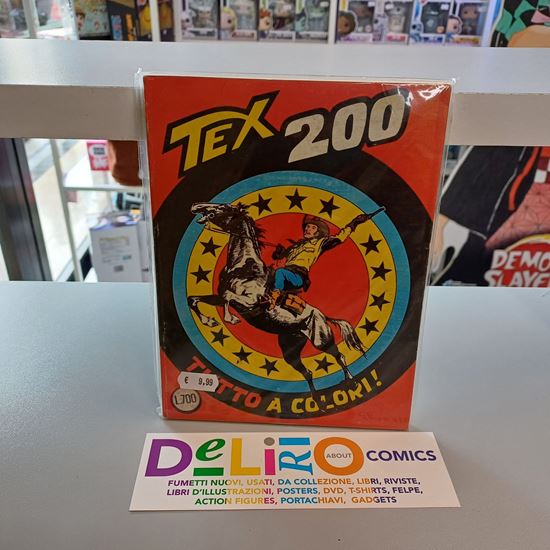 TEX 200
TUTTO A COLORI!
€ 9.99
L.700
DEMON
SLAYE
DeLiRiO ABOUT COMICS
FUMETTI NUOVI, USATI, DA COLLEZIONE, LIBRI, RIVISTE,
LIBRI D'ILLUSTRAZIONI, POSTERS, DVD, T-SHIRTS, FELPE,
ACTION FIGURES, PORTACHIAVI, GADGETS